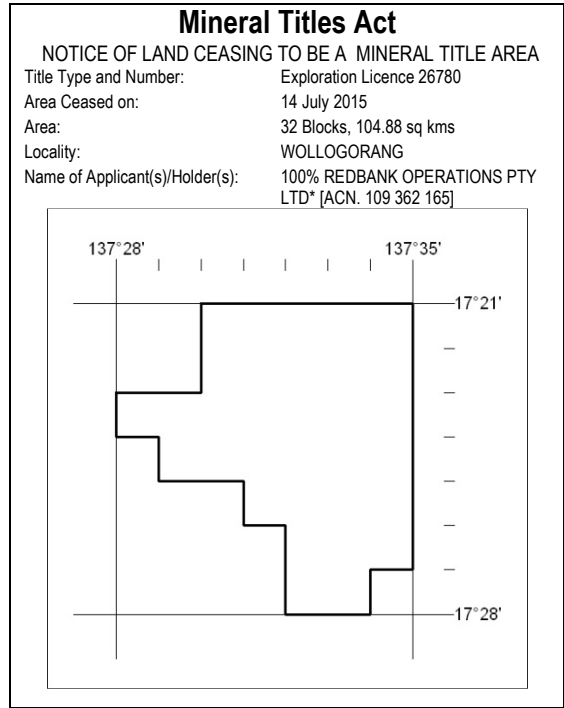 Mineral Titles Act
NOTICE OF LAND CEASING TO BE A MINERAL TITLE AREA
Title Type and Number: Exploration Licence 26780
Area Ceased on: 14 July 2015
Area: 32 Blocks, 104.88 sq kms
Locality: WOLLOGORANG
Name of Applicant(s)/Holder(s): 100% REDBANK OPERATIONS PTY
LTD* [ACN. 109 362 165]
137°28' 137°35'
17°21'
17°28'